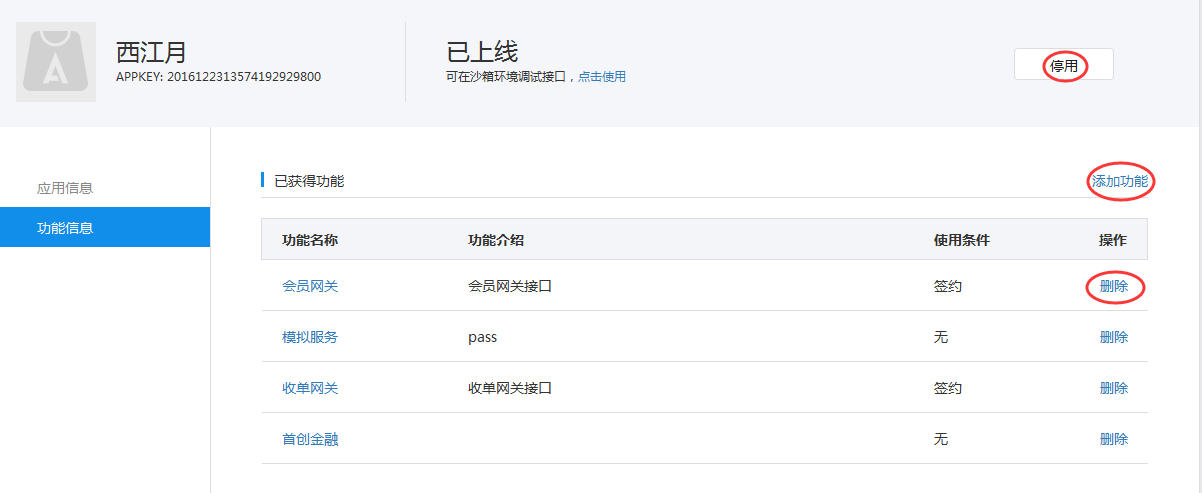 西江月
APPKEY: 2016122313574192929800
已上线
可在沙箱环境调试接口，点击使用
停用
应用信息
功能信息
已获得功能
添加功能
功能名称 功能介绍 使用条件 操作
会员网关 会员网关接口 签约 删除
模拟服务 pass 无 删除
收单网关 收单网关接口 签约 删除
首创金融 无 删除